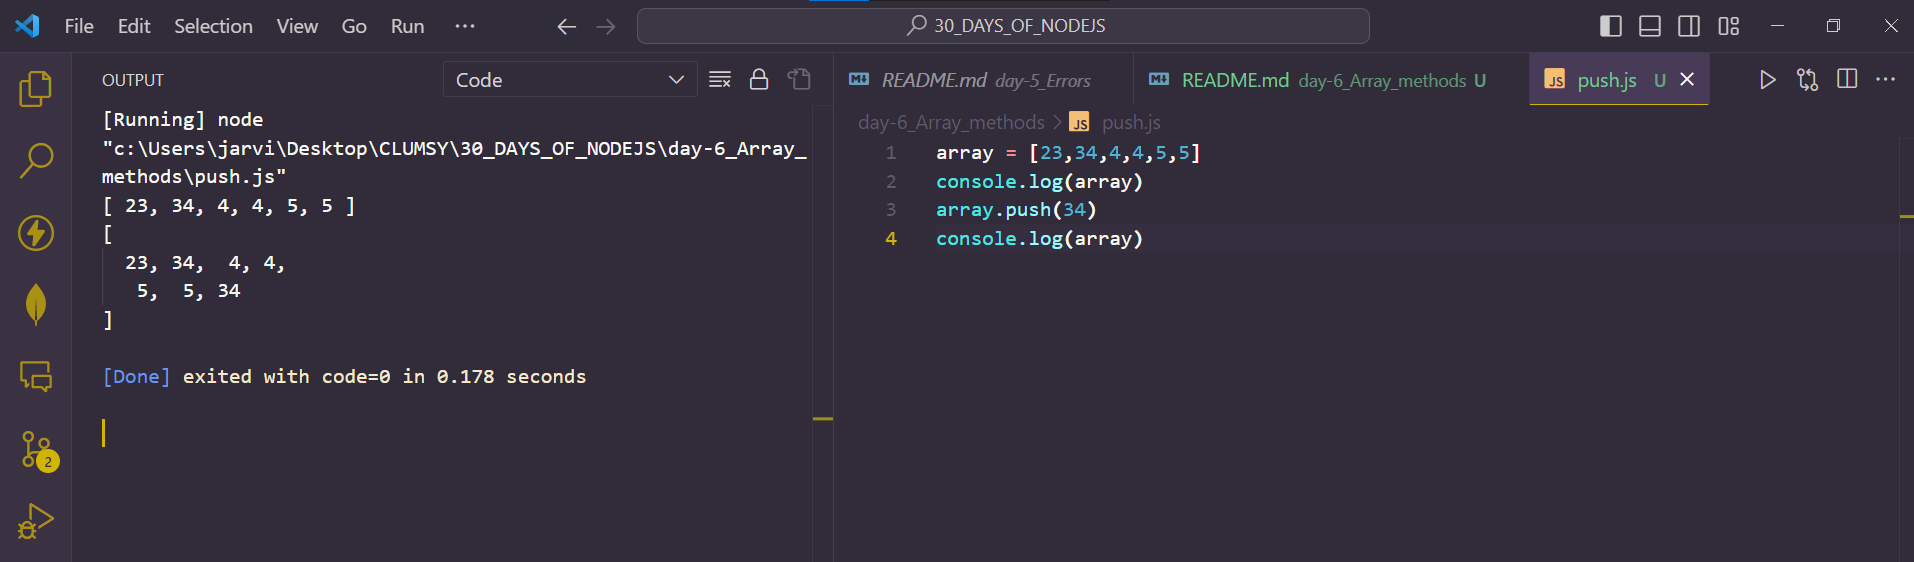 File Edit Selection View Go Run ··· 30_DAYS_OF_NODEJS
OUTPUT Code
[Running] node
"c:\Users\jarvi\Desktop\CLUMSY\30_DAYS_OF_NODEJS\day-6_Array_
methods\push.js"
[ 23, 34, 4, 4, 5, 5 ]
[
  23, 34,  4, 4,
   5,  5, 34
]
[Done] exited with code=0 in 0.178 seconds
2
README.md day-5_Errors README.md day-6_Array_methods U JS push.js U
day-6_Array_methods > JS push.js
1 array = [23,34,4,4,5,5]
2 console.log(array)
3 array.push(34)
4 console.log(array)